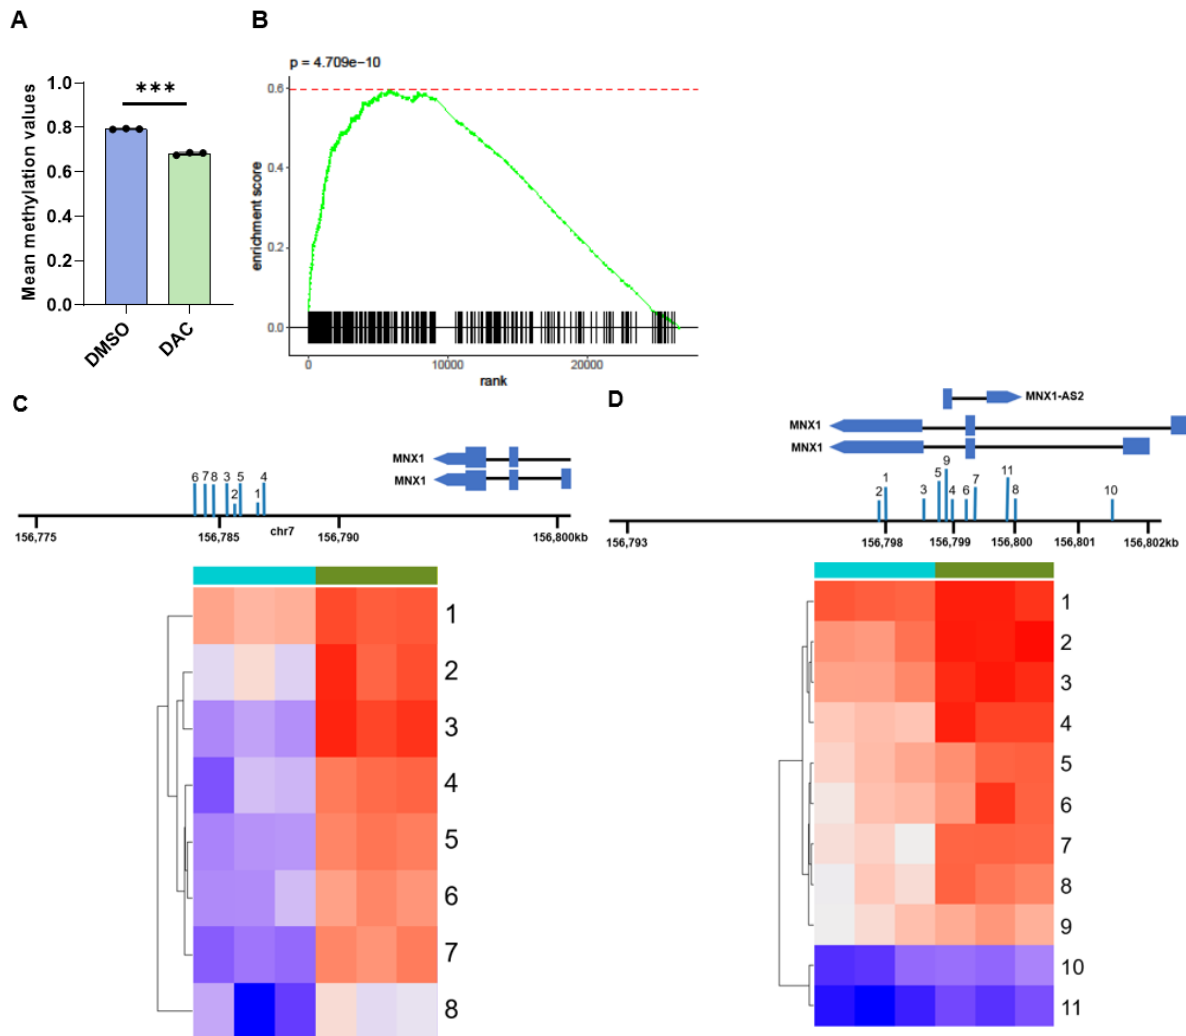 A
Mean methylation values
1.0
0.8
0.6
0.4
0.2
0.0
***
DMSO
DAC
B
p = 4.709e−10
enrichment score
0.6
0.4
0.2
0.0
0
10000
20000
rank
C
MNX1
MNX1
6 7 8 3 2 5 1 4
chr7
156,775
156,785
156,790
156,800kb
1
2
3
4
5
6
7
8
D
MNX1-AS2
MNX1
MNX1
2 1 3 5 9 4 6 7 11 8 10
156,793
156,798
156,799
156,800
156,801
156,802kb
1
2
3
4
5
6
7
8
9
10
11